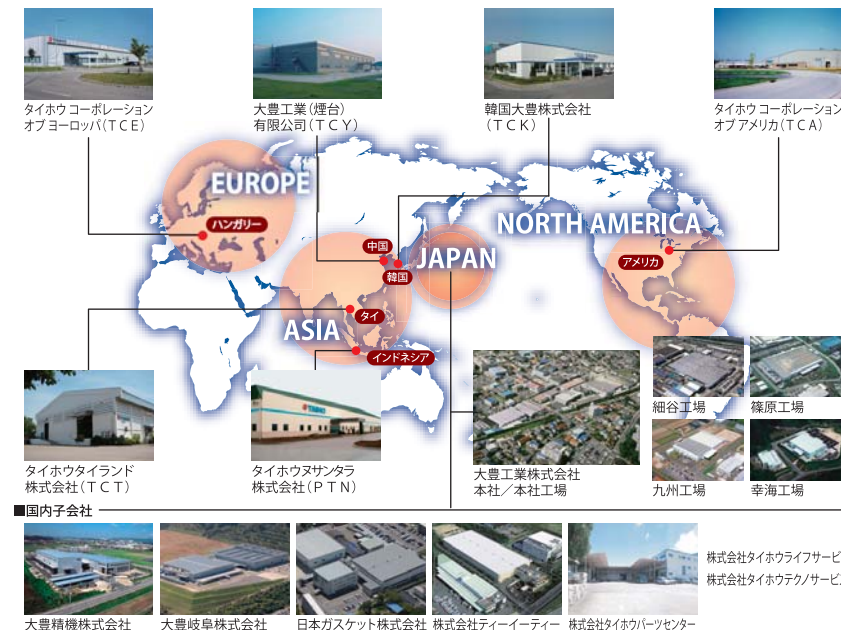 タイホウ コーポレーション
オブ ヨーロッパ(TCE)
大豊工業(煙台)
有限公司(TCY)
韓国大豊株式会社
(TCK)
タイホウ コーポレーション
オブ アメリカ(TCA)
EUROPE
ハンガリー
NORTH AMERICA
中国
韓国
JAPAN
アメリカ
ASIA
タイ
インドネシア
TAIHO
タイホウタイランド
株式会社(TCT)
タイホウヌサンタラ
株式会社(PTN)
大豊工業株式会社
本社/本社工場
細谷工場
篠原工場
九州工場
幸海工場
■国内子会社
大豊精機株式会社
大豊岐阜株式会社
日本ガスケット株式会社
株式会社ティーイーティー
株式会社タイホウパーツセンター
株式会社タイホウライフサービ
株式会社タイホウテクノサービ